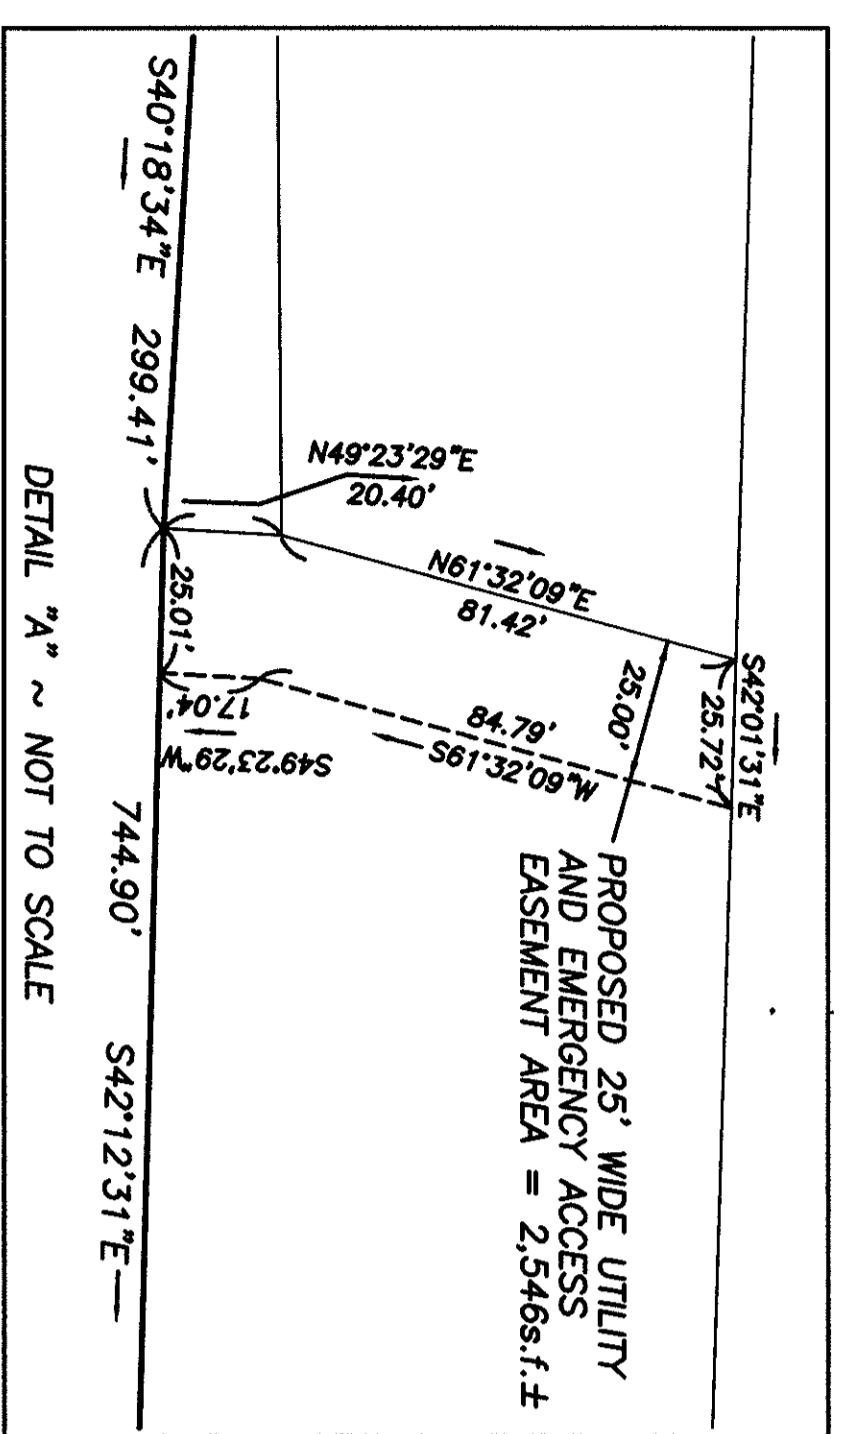 S42°01'31"E
25.72'
PROPOSED 25' WIDE UTILITY
AND EMERGENCY ACCESS
EASEMENT AREA = 2,546s.f.±
25.00'
N61°32'09"E
81.42'
84.79'
S61°32'09"W
N49°23'29"E
20.40'
17.04'
S49°23'29"W
25.01'
S40°18'34"E 299.41'
744.90' S42°12'31"E
DETAIL "A" ~ NOT TO SCALE